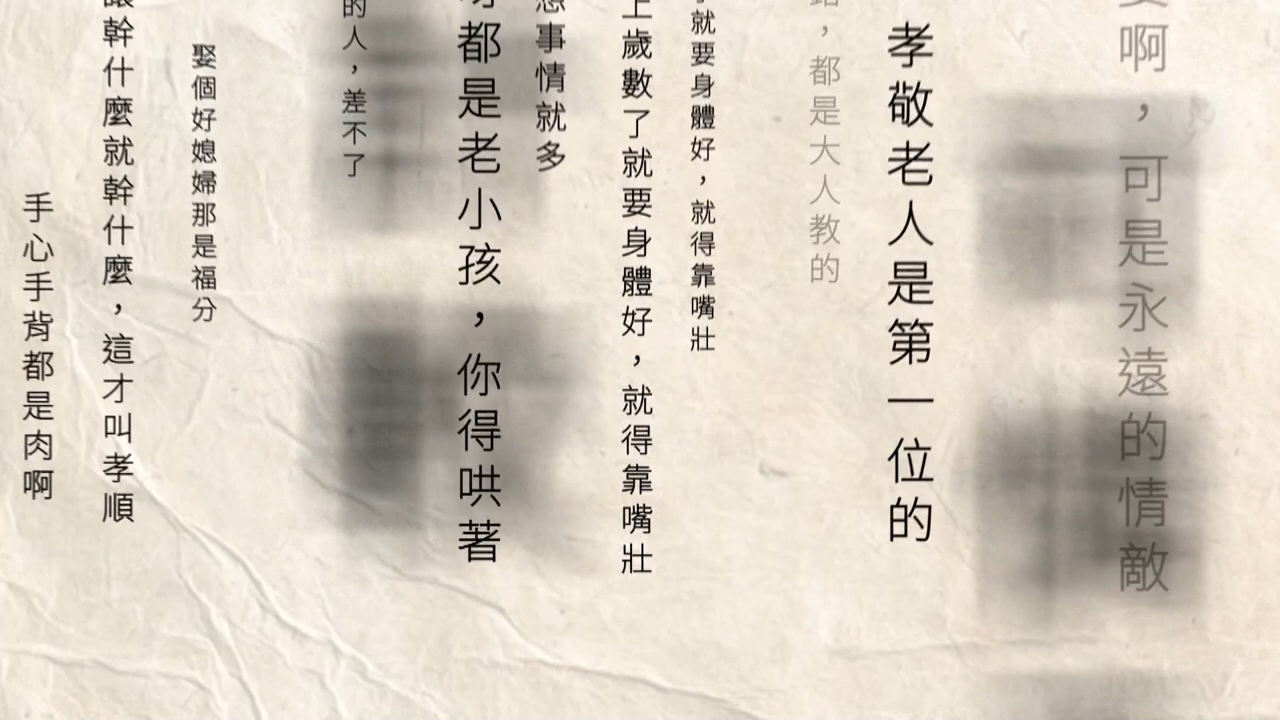 啊，可是永遠的情敵
孝敬老人是第一位的
，都是大人教的
就要身體好，就得靠嘴壯
上歲數了就要身體好，就得靠嘴壯
事情就多
都是老小孩，你得哄著
的人，差不了
娶個好媳婦那是福分
讓幹什麼就幹什麼，這才叫孝順
手心手背都是肉啊